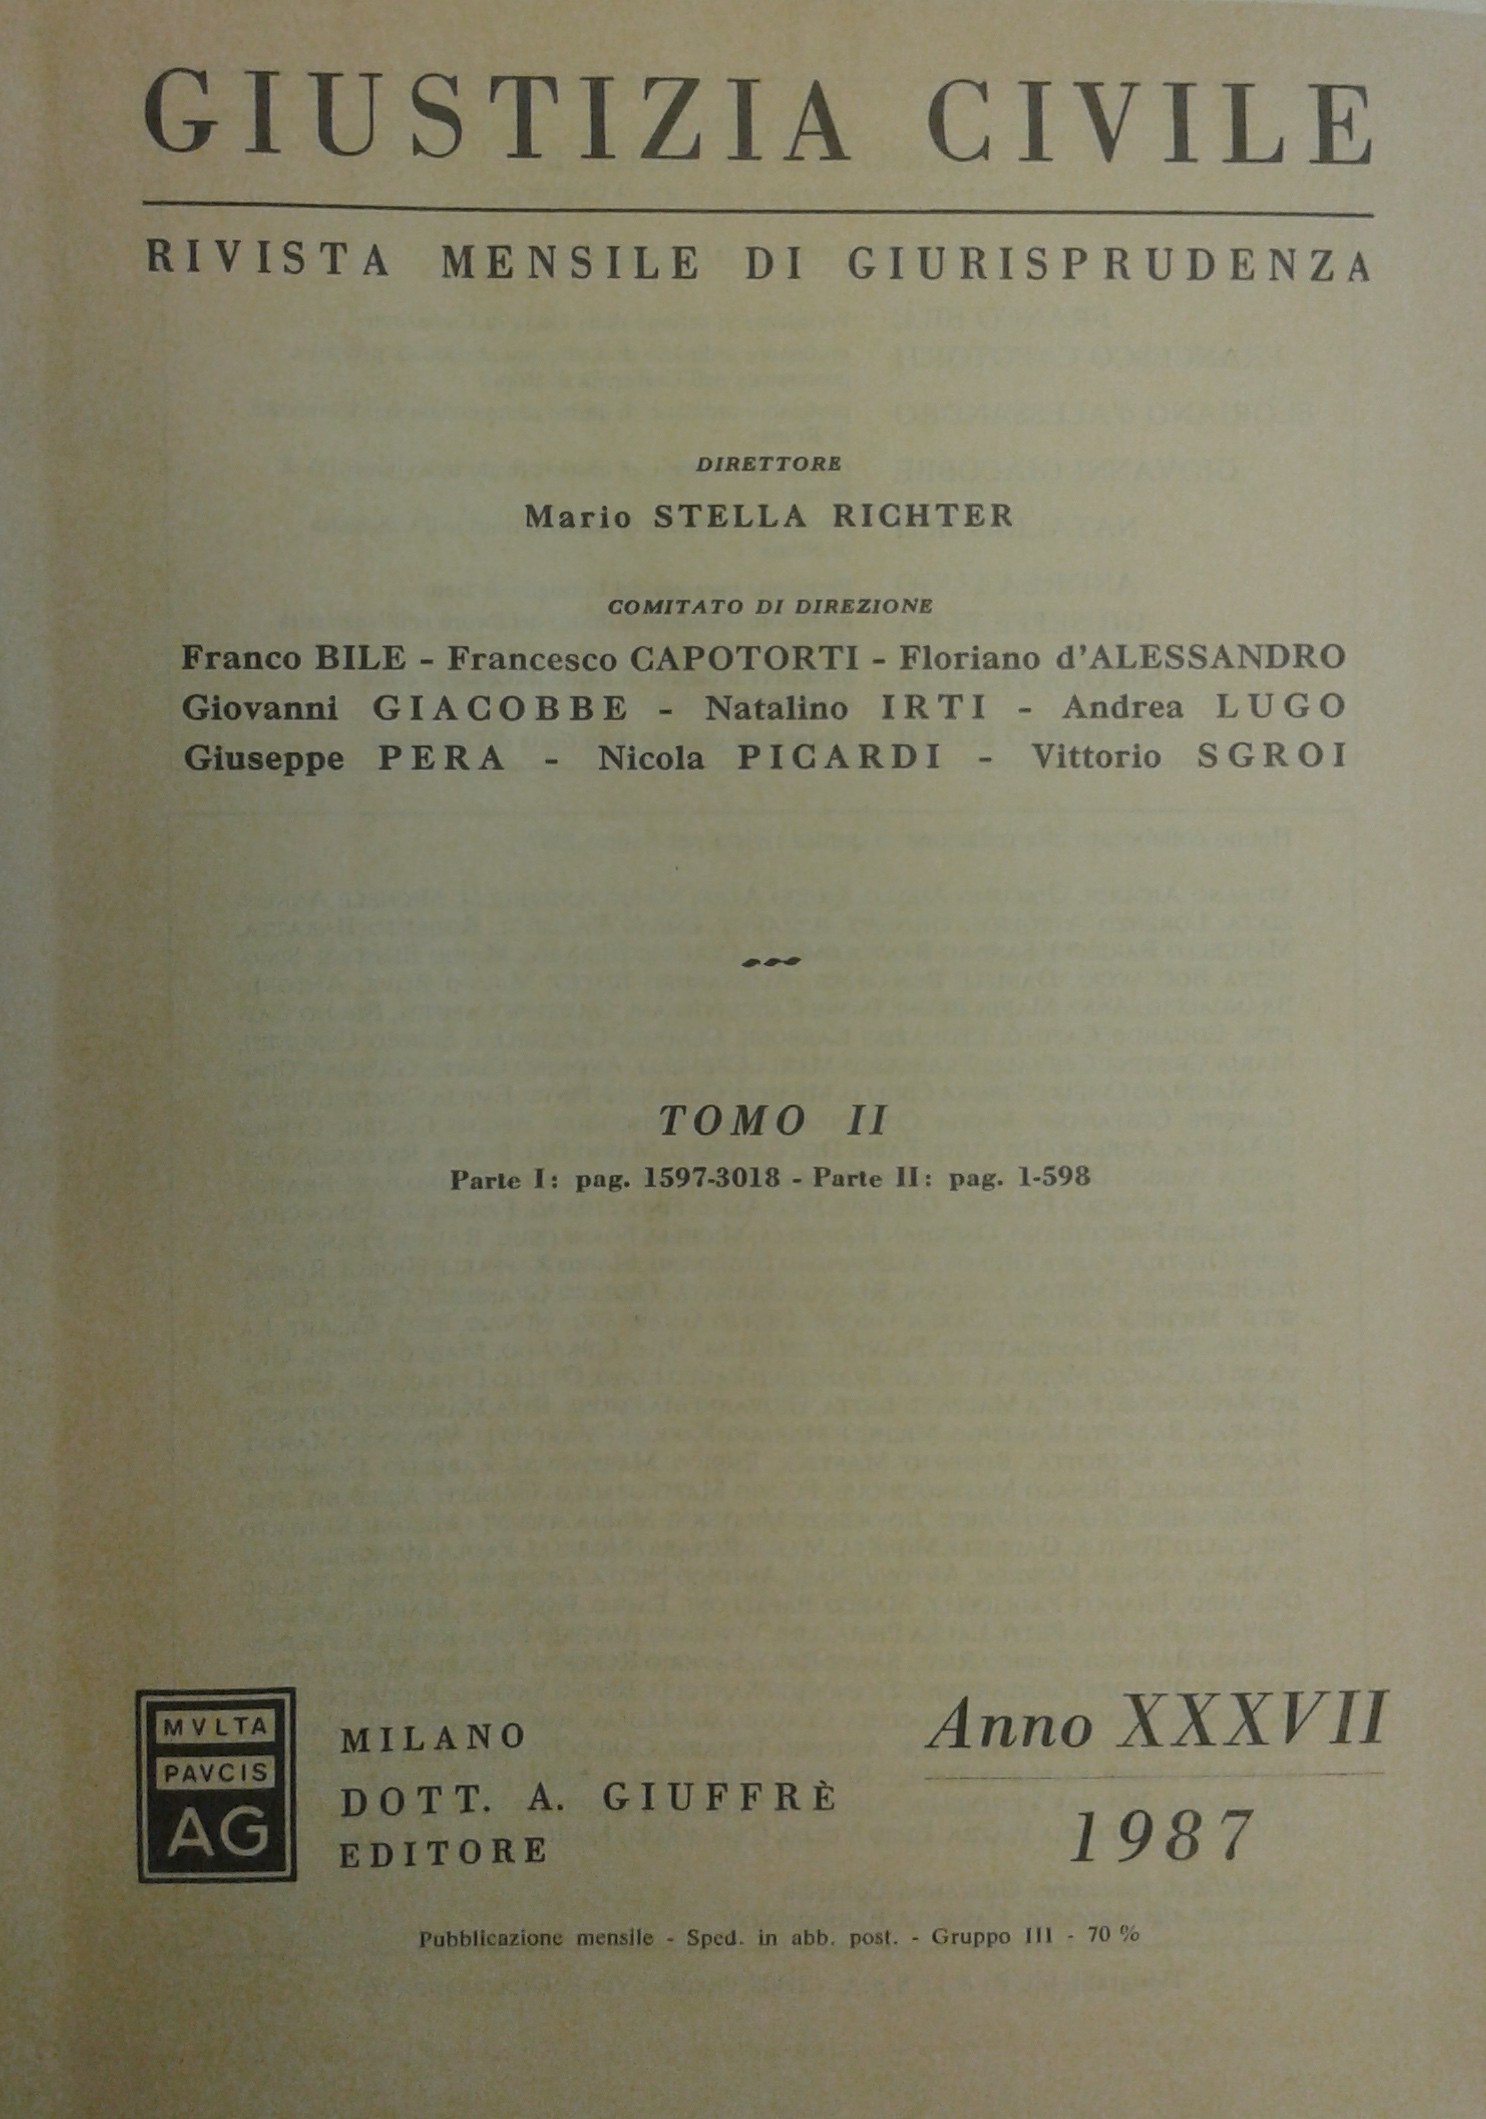 GIUSTIZIA CIVILE
RIVISTA MENSILE DI GIURISPRUDENZA
DIRETTORE
Mario STELLA RICHTER
COMITATO DI DIREZIONE
Franco BILE - Francesco CAPOTORTI - Floriano d'ALESSANDRO
Giovanni GIACOBBE - Natalino IRTI - Andrea LUGO
Giuseppe PERA - Nicola PICARDI - Vittorio SGROI
TOMO II
Parte I: pag. 1597-3018 - Parte II: pag. 1-598
MVLTA
PAVCIS
AG
MILANO
DOTT. A. GIUFFRÈ
EDITORE
Anno XXXVII
1987
Pubblicazione mensile - Sped. in abb. post. - Gruppo III - 70 %